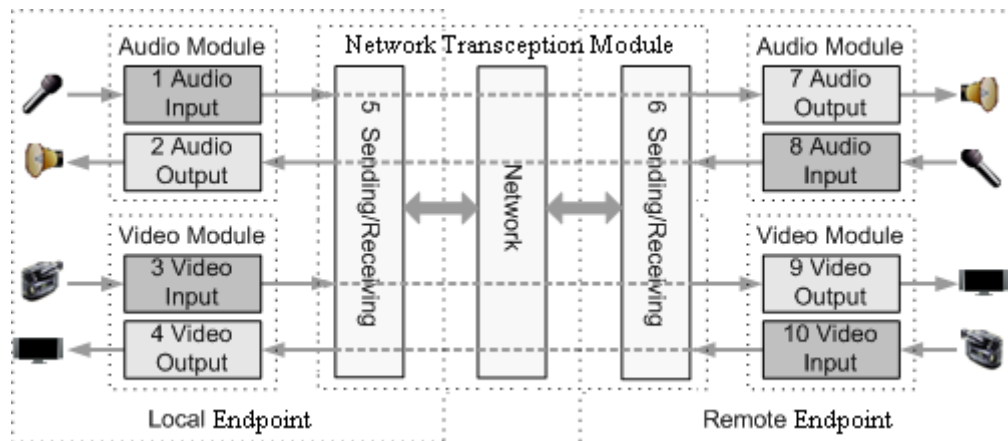 Audio Module
1 Audio
Input
2 Audio
Output
Video Module
3 Video
Input
4 Video
Output
Local Endpoint
Network Transception Module
5 Sending/Receiving
Network
6 Sending/Receiving
Audio Module
7 Audio
Output
8 Audio
Input
Video Module
9 Video
Output
10 Video
Input
Remote Endpoint